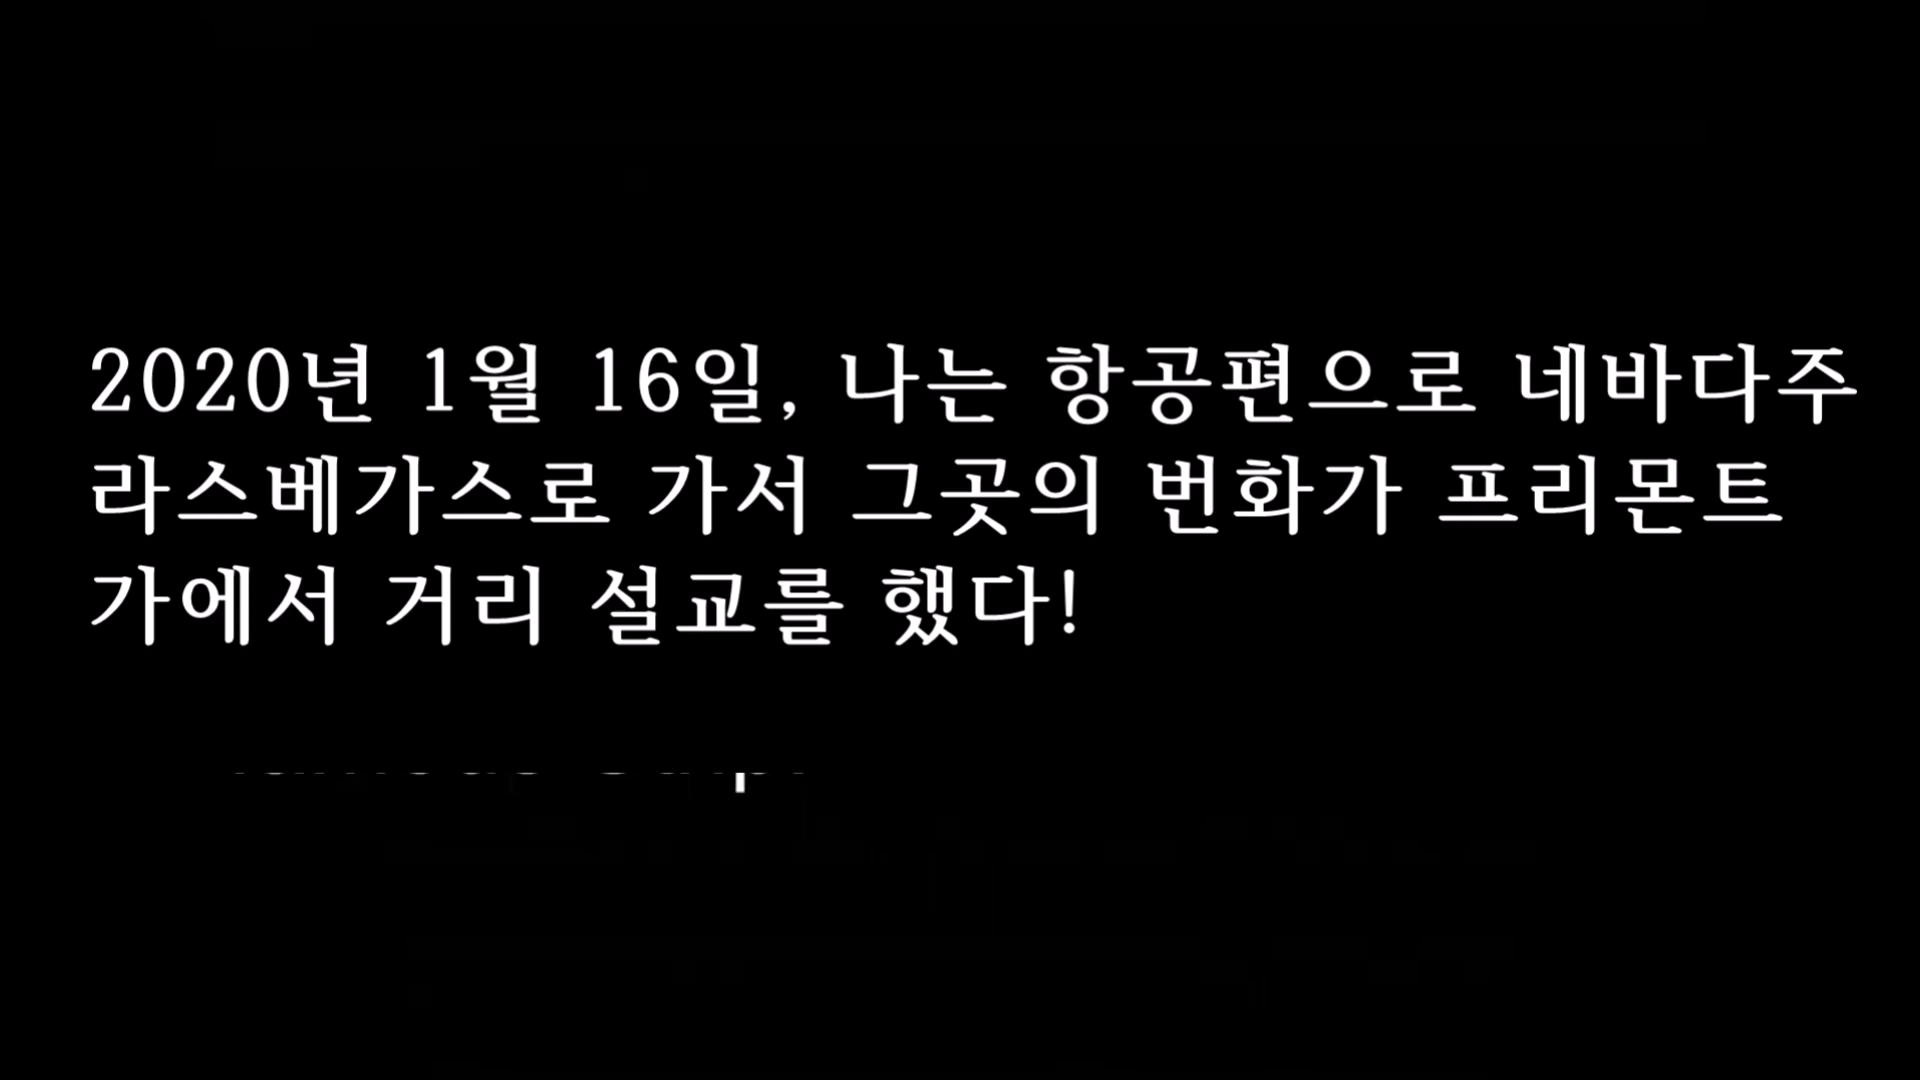 2020년 1월 16일, 나는 항공편으로 네바다주
라스베가스로 가서 그곳의 번화가 프리몬트
가에서 거리 설교를 했다!